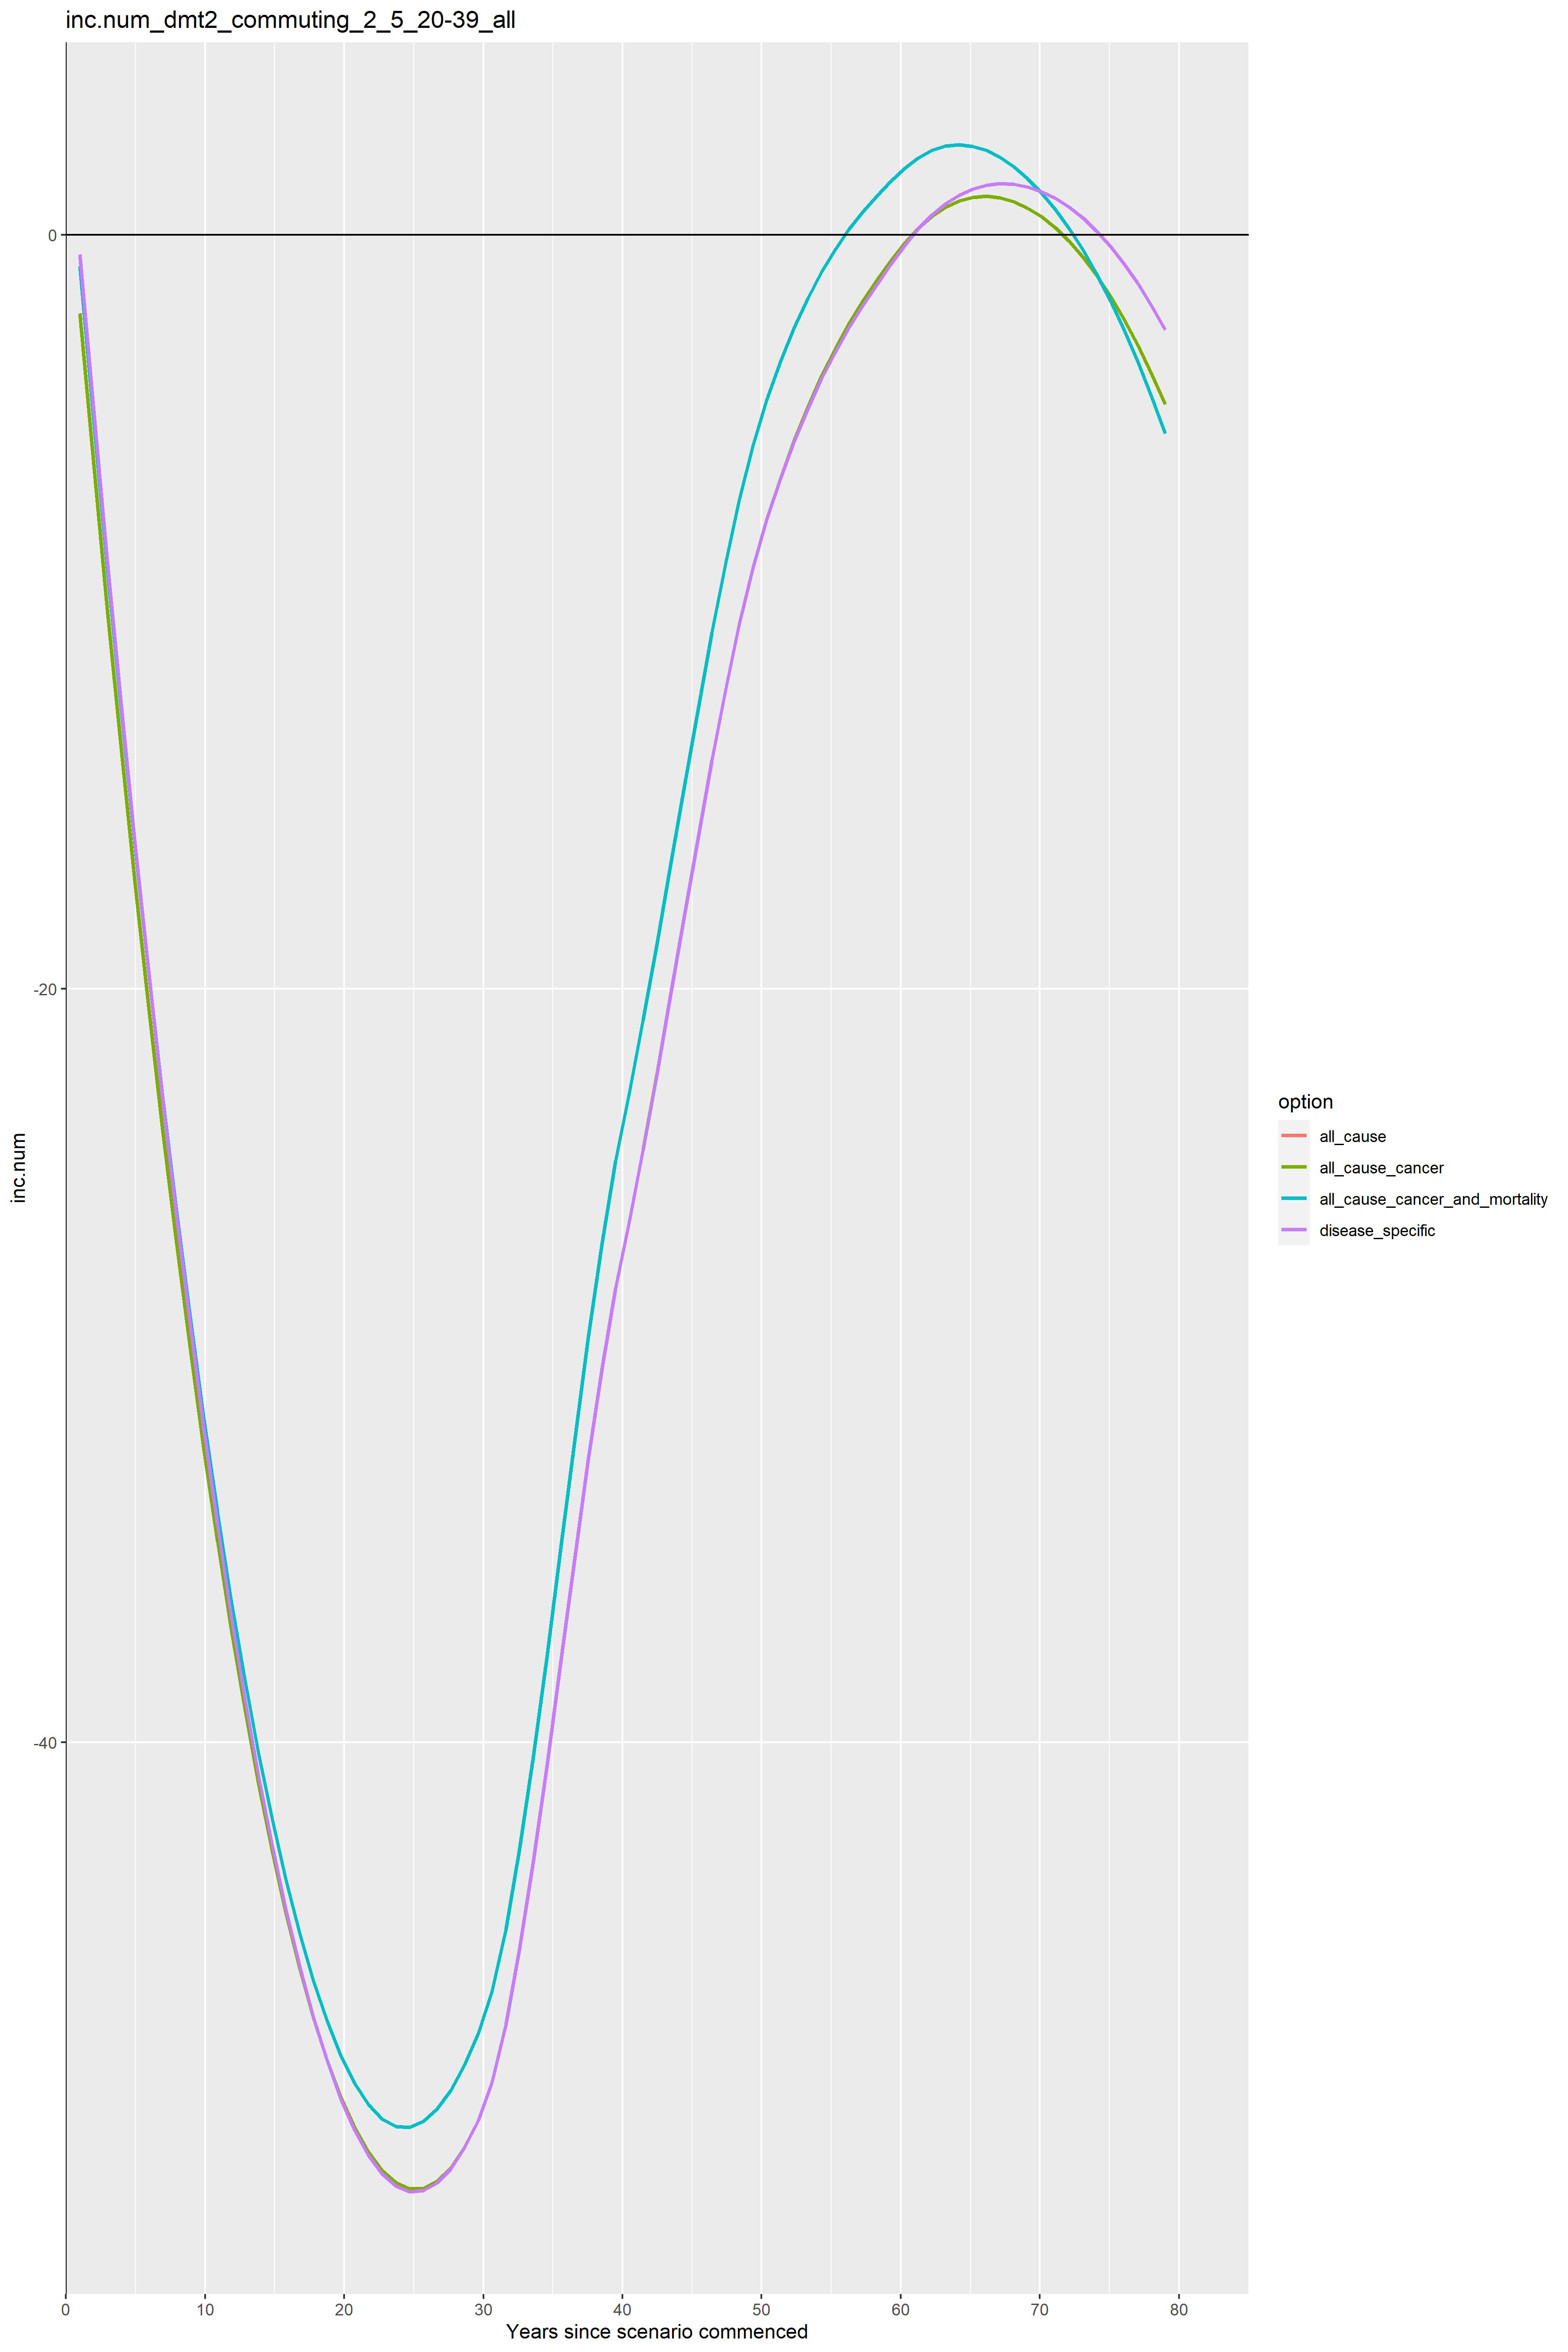 inc.num_dmt2_commuting_2_5_20-39_all
0
-20
-40
inc.num
0 10 20 30 40 50 60 70 80
Years since scenario commenced
option
all_cause
all_cause_cancer
all_cause_cancer_and_mortality
disease_specific